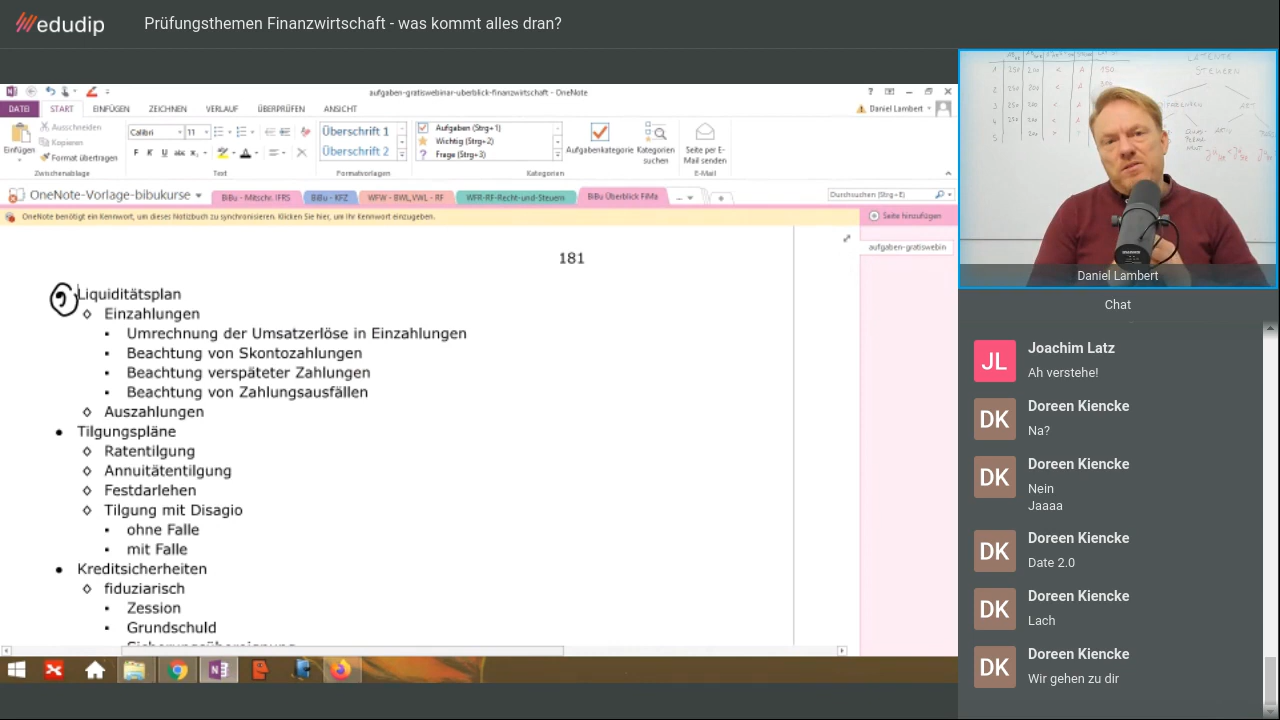 edudip
Prüfungsthemen Finanzwirtschaft - was kommt alles dran?
aufgaben-gratiswebinar-uberblick-finanzwirtschaft - OneNote
DATEI START EINFÜGEN ZEICHNEN VERLAUF ÜBERPRÜFEN ANSICHT
Daniel Lambert
Einfügen
Ausschneiden
Kopieren
Format übertragen
Zwischenablage
Calibri 11
F K U abc
Text
Überschrift 1
Überschrift 2
Formatvorlagen
Aufgaben (Strg+1)
Wichtig (Strg+2)
Frage (Strg+3)
Aufgabenkategorie
Kategorien suchen
Kategorien
Seite per E-Mail senden
E-Mail
OneNote-Vorlage-bibukurse
BiBu - Mitschr. IFRS
BiBu - KFZ
WFW - BWL_VWL - RF
WFR-RF-Recht-und-Steuern
BiBu Überblick FiMa
Durchsuchen (Strg+E)
OneNote benötigt ein Kennwort, um dieses Notizbuch zu synchronisieren. Klicken Sie hier, um Ihr Kennwort einzugeben.
Seite hinzufügen
aufgaben-gratiswebin
181
Liquiditätsplan
◊ Einzahlungen
▪ Umrechnung der Umsatzerlöse in Einzahlungen
▪ Beachtung von Skontozahlungen
▪ Beachtung verspäteter Zahlungen
▪ Beachtung von Zahlungsausfällen
◊ Auszahlungen
• Tilgungspläne
◊ Ratentilgung
◊ Annuitätentilgung
◊ Festdarlehen
◊ Tilgung mit Disagio
▪ ohne Falle
▪ mit Falle
• Kreditsicherheiten
◊ fiduziarisch
▪ Zession
▪ Grundschuld
LATENTE
STEUERN
Daniel Lambert
Chat
JL
Joachim Latz
Ah verstehe!
DK
Doreen Kiencke
Na?
DK
Doreen Kiencke
Nein
Jaaaa
DK
Doreen Kiencke
Date 2.0
DK
Doreen Kiencke
Lach
DK
Doreen Kiencke
Wir gehen zu dir